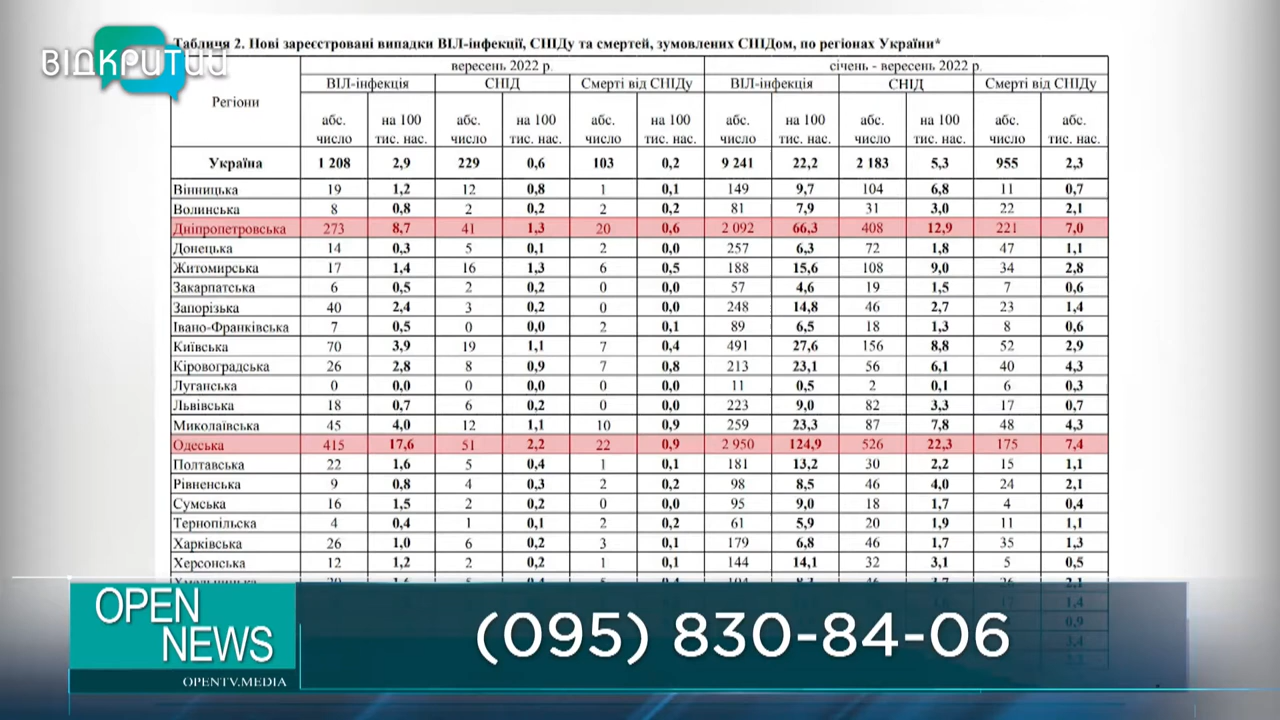 ВІДКРИТИЙ
Таблиця 2. Нові зареєстровані випадки ВІЛ-інфекції, СНІДу та смертей, зумовлених СНІДом, по регіонах України*
Регіони вересень 2022 р. січень - вересень 2022 р.
ВІЛ-інфекція СНІД Смерті від СНІДу ВІЛ-інфекція СНІД Смерті від СНІДу
абс. на 100 абс. на 100 абс. на 100 абс. на 100 абс. на 100 абс. на 100
число тис. нас. число тис. нас. число тис. нас. число тис. нас. число тис. нас. число тис. нас.
Україна 1 208 2,9 229 0,6 103 0,2 9 241 22,2 2 183 5,3 955 2,3
Вінницька 19 1,2 12 0,8 1 0,1 149 9,7 104 6,8 11 0,7
Волинська 8 0,8 2 0,2 2 0,2 81 7,9 31 3,0 22 2,1
Дніпропетровська 273 8,7 41 1,3 20 0,6 2 092 66,3 408 12,9 221 7,0
Донецька 14 0,3 5 0,1 2 0,0 257 6,3 72 1,8 47 1,1
Житомирська 17 1,4 16 1,3 6 0,5 188 15,6 108 9,0 34 2,8
Закарпатська 6 0,5 2 0,2 0 0,0 57 4,6 19 1,5 7 0,6
Запорізька 40 2,4 3 0,2 0 0,0 248 14,8 46 2,7 23 1,4
Івано-Франківська 7 0,5 0 0,0 2 0,1 89 6,5 18 1,3 8 0,6
Київська 70 3,9 19 1,1 7 0,4 491 27,6 156 8,8 52 2,9
Кіровоградська 26 2,8 8 0,9 7 0,8 213 23,1 56 6,1 40 4,3
Луганська 0 0,0 0 0,0 0 0,0 11 0,5 2 0,1 6 0,3
Львівська 18 0,7 6 0,2 0 0,0 223 9,0 82 3,3 17 0,7
Миколаївська 45 4,0 12 1,1 10 0,9 259 23,3 87 7,8 48 4,3
Одеська 415 17,6 51 2,2 22 0,9 2 950 124,9 526 22,3 175 7,4
Полтавська 22 1,6 5 0,4 1 0,1 181 13,2 30 2,2 15 1,1
Рівненська 9 0,8 4 0,3 2 0,2 98 8,5 46 4,0 24 2,1
Сумська 16 1,5 2 0,2 0 0,0 95 9,0 18 1,7 4 0,4
Тернопільска 4 0,4 1 0,1 2 0,2 61 5,9 20 1,9 11 1,1
Харківська 26 1,0 6 0,2 3 0,1 179 6,8 46 1,7 35 1,3
Херсонська 12 1,2 2 0,2 1 0,1 144 14,1 32 3,1 5 0,5
1,4
0,9
3,4
OPEN
NEWS
OPENTV.MEDIA
(095) 830-84-06